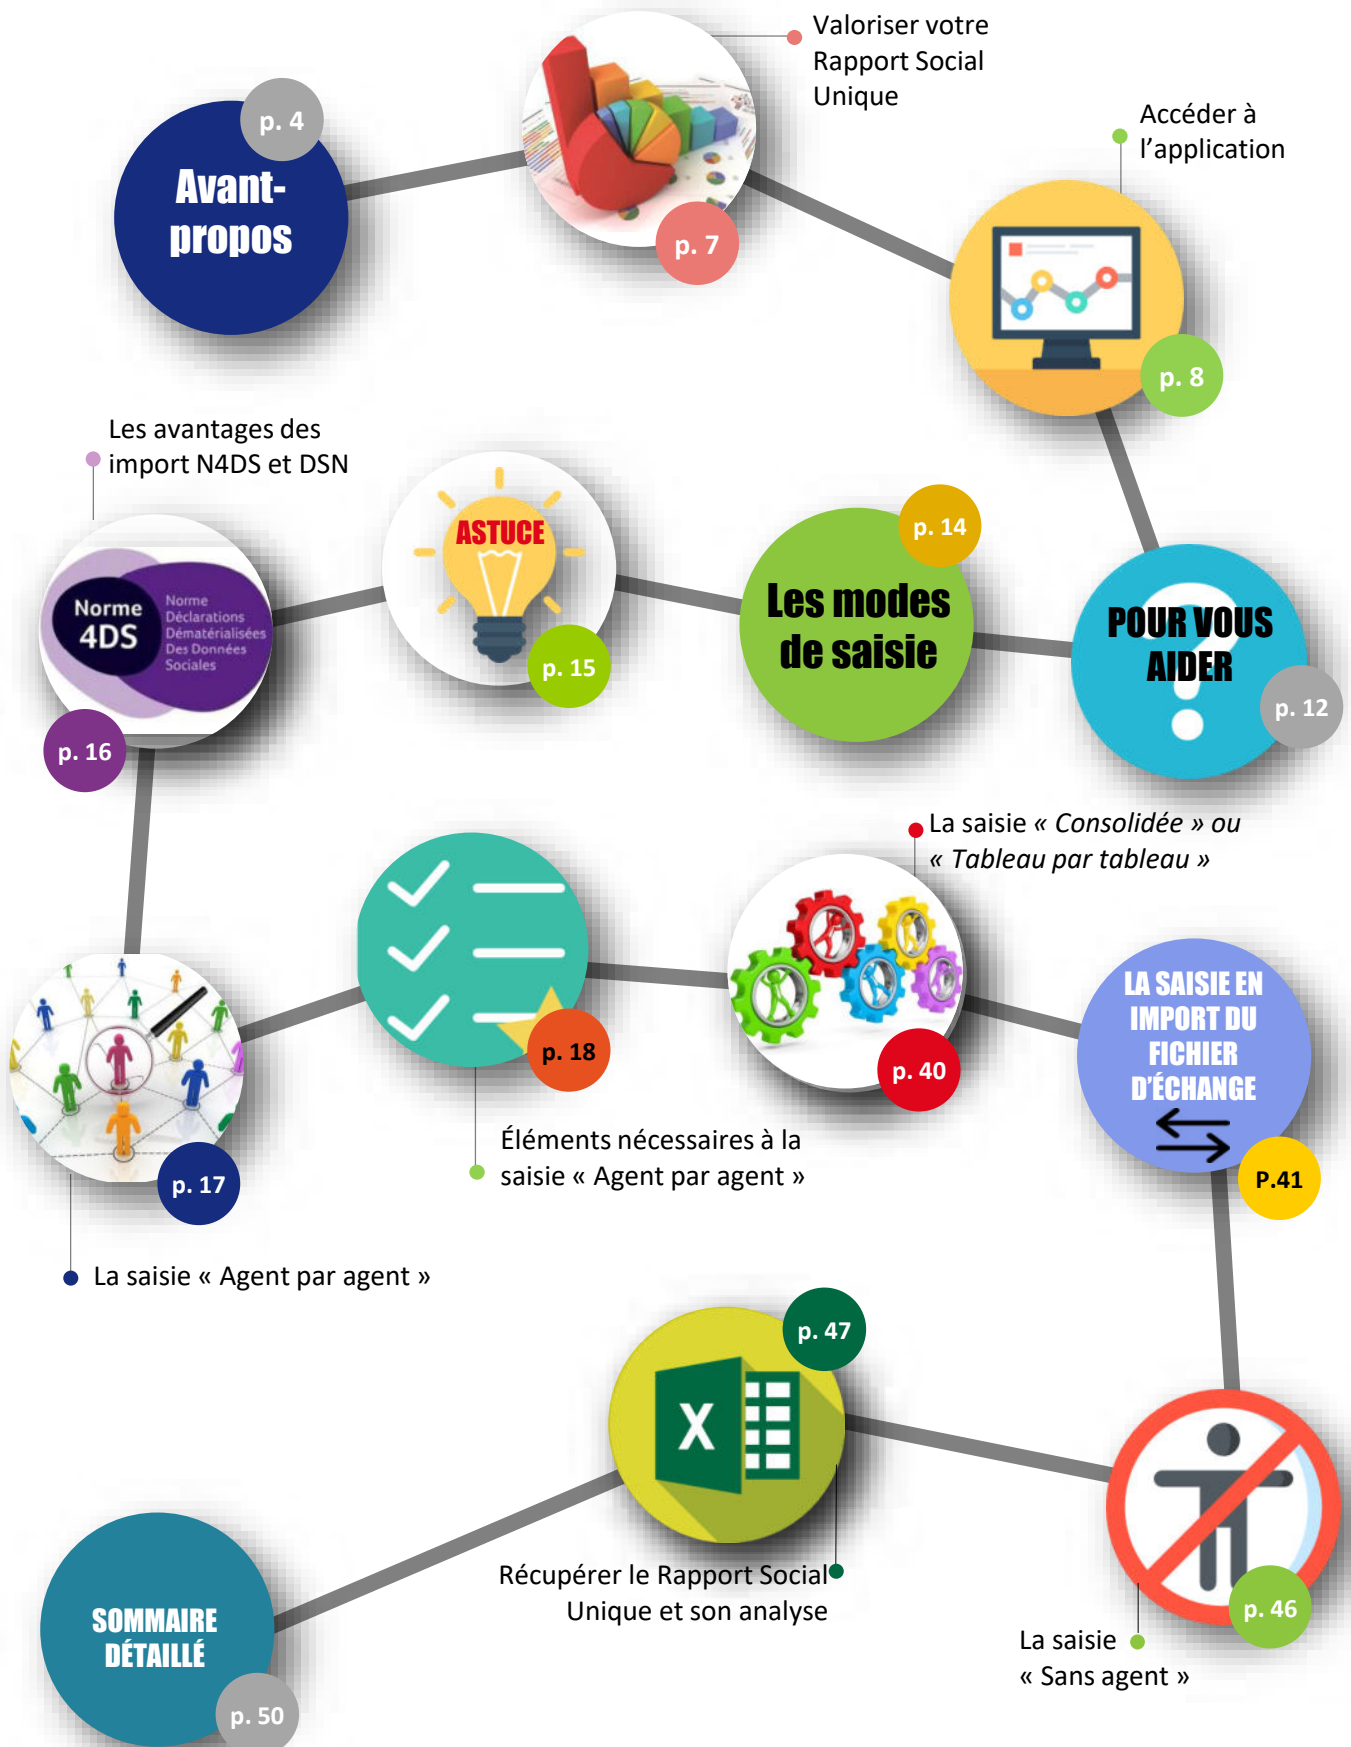 p. 4
Avant-
propos
Valoriser votre
Rapport Social
Unique
p. 7
Accéder à
l'application
p. 8
POUR VOUS
AIDER
p. 12
p. 14
Les modes
de saisie
ASTUCE
p. 15
Les avantages des
import N4DS et DSN
Norme
4DS
Norme
Déclarations
Dématérialisées
Des Données
Sociales
p. 16
p. 17
La saisie « Agent par agent »
p. 18
Éléments nécessaires à la
saisie « Agent par agent »
La saisie « Consolidée » ou
« Tableau par tableau »
p. 40
LA SAISIE EN
IMPORT DU
FICHIER
D'ÉCHANGE
P.41
p. 46
La saisie
« Sans agent »
p. 47
X
Récupérer le Rapport Social
Unique et son analyse
SOMMAIRE
DÉTAILLÉ
p. 50